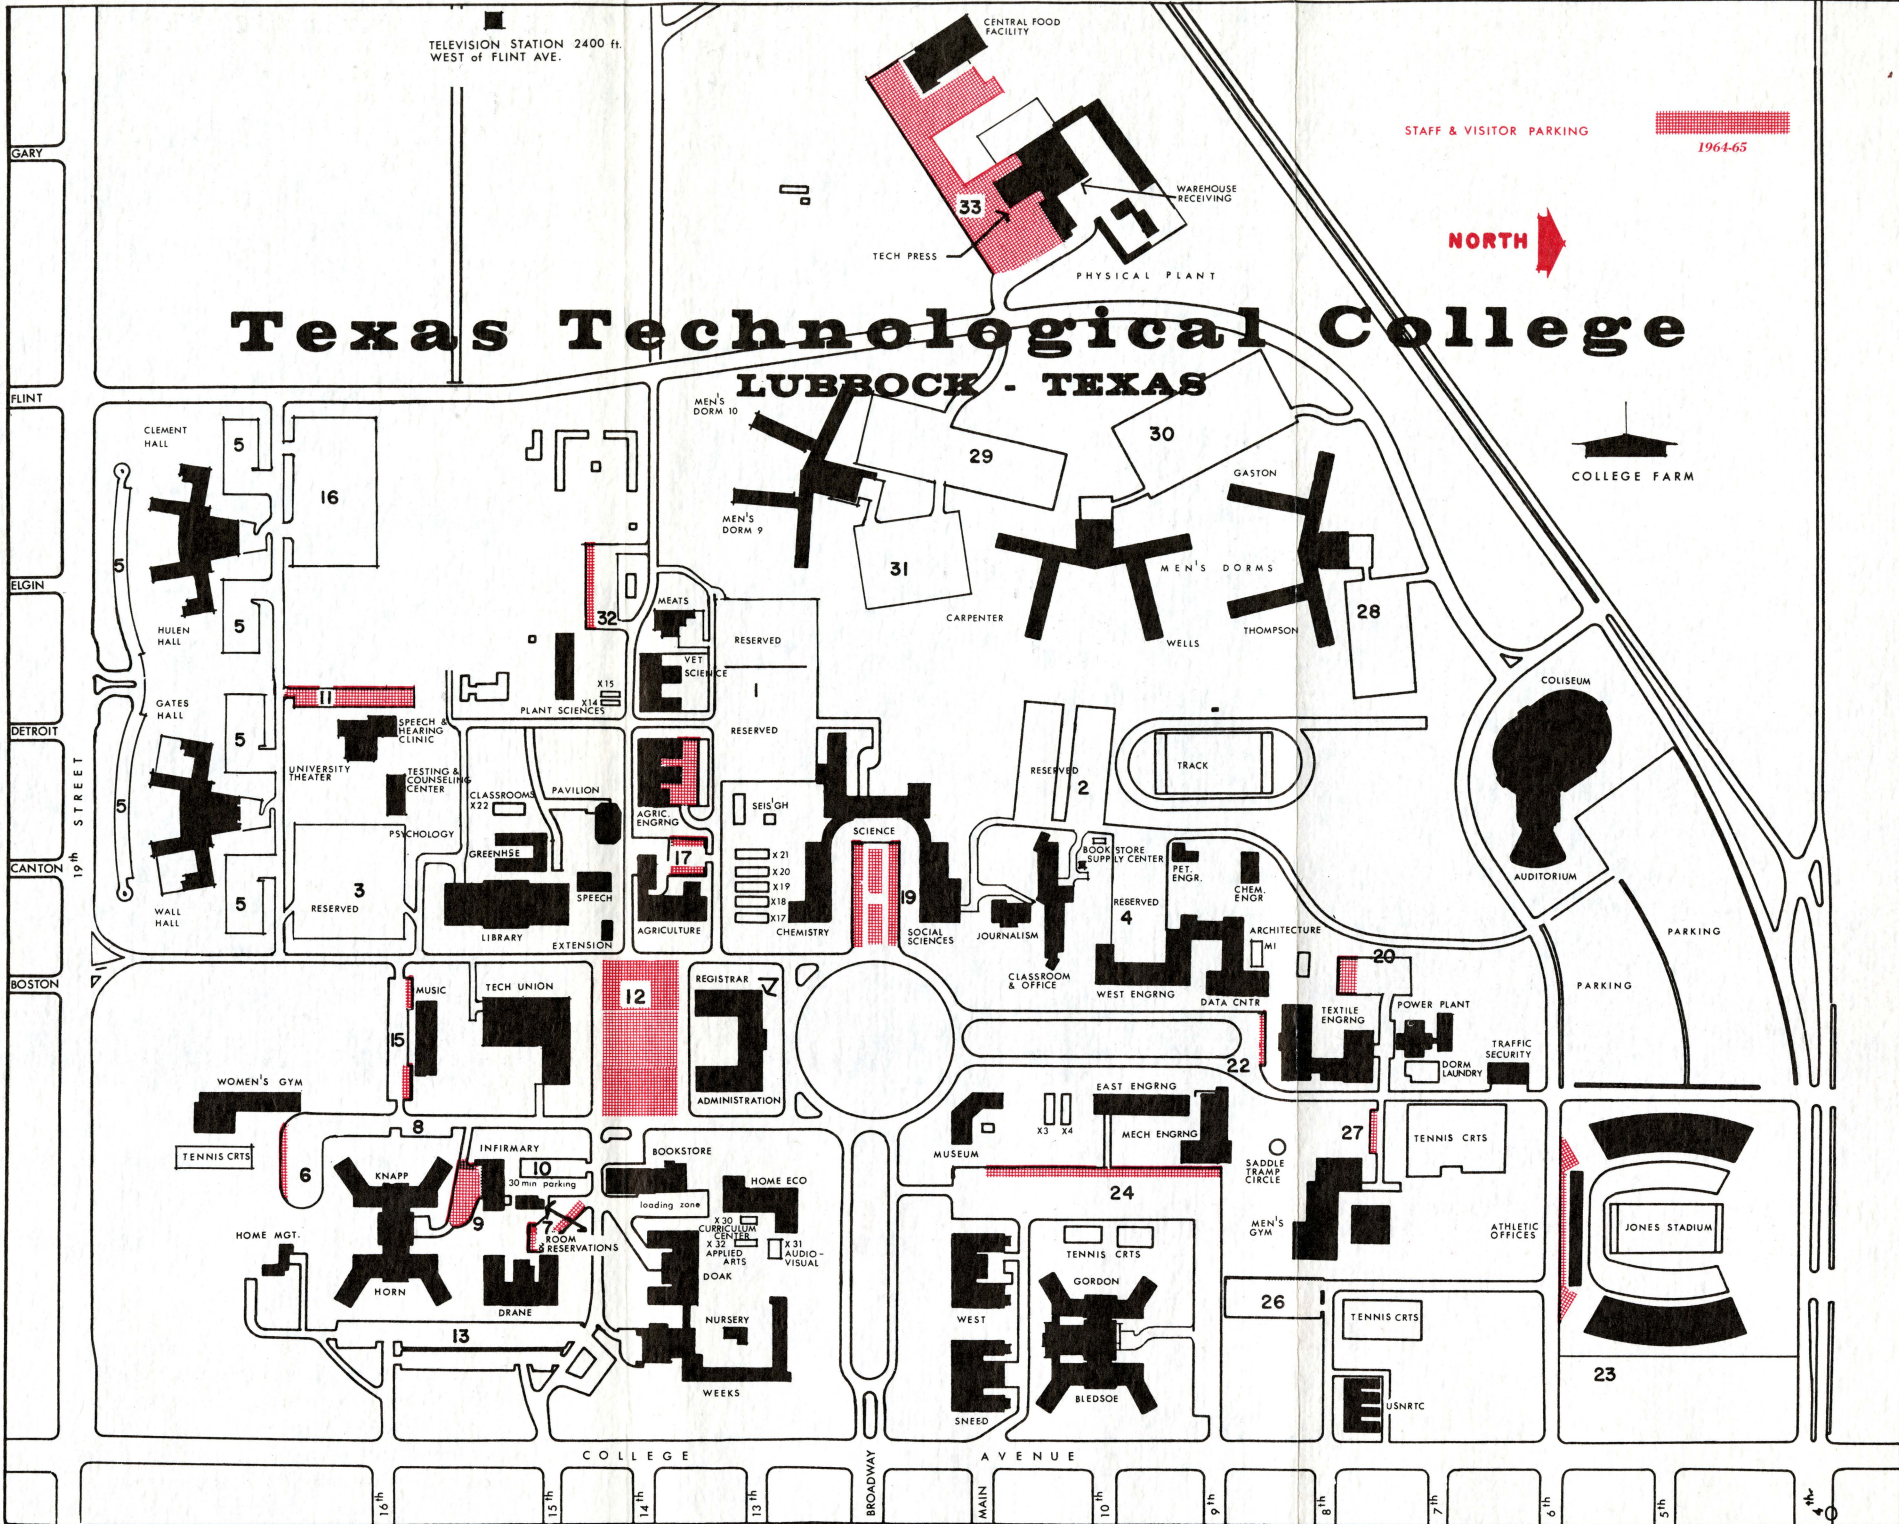 TELEVISION STATION 2400 ft.
WEST of FLINT AVE.
CENTRAL FOOD
FACILITY
STAFF & VISITOR PARKING
1964-65
GARY
33
WAREHOUSE
RECEIVING
TECH PRESS
NORTH
PHYSICAL PLANT
Texas Technological College
LUBBOCK - TEXAS
FLINT
CLEMENT
HALL
5
16
MEN'S
DORM 10
29
30
GASTON
COLLEGE FARM
MEN'S
DORM 9
5
31
MEN'S DORMS
ELGIN
5
HULEN
HALL
32
MEATS
RESERVED
CARPENTER
WELLS
THOMPSON
28
VET
SCIENCE
X15
X14
PLANT SCIENCES
1
RESERVED
11
GATES
HALL
5
SPEECH &
HEARING
CLINIC
COLISEUM
DETROIT
19th STREET
UNIVERSITY
THEATER
TESTING &
COUNSELING
CENTER
PSYCHOLOGY
CLASSROOMS
X22
PAVILION
AGRIC.
ENGRNG
SEIS'GH
RESERVED
2
TRACK
5
SCIENCE
GREENHSE
17
X 21
X 20
X19
X18
X17
BOOK STORE
SUPPLY CENTER
PET.
ENGR.
CHEM.
ENGR
AUDITORIUM
CANTON
WALL
HALL
5
3
RESERVED
LIBRARY
SPEECH
EXTENSION
AGRICULTURE
CHEMISTRY
19
SOCIAL
SCIENCES
JOURNALISM
RESERVED
4
ARCHITECTURE
M1
20
PARKING
PARKING
BOSTON
MUSIC
TECH UNION
12
REGISTRAR
CLASSROOM
& OFFICE
WEST ENGRNG
DATA CNTR
TEXTILE
ENGRNG
POWER PLANT
TRAFFIC
SECURITY
DORM
LAUNDRY
15
22
ADMINISTRATION
WOMEN'S GYM
EAST ENGRNG
X3 X4
MECH ENGRNG
8
27
TENNIS CRTS
TENNIS CRTS
6
KNAPP
INFIRMARY
10
30 min parking
BOOKSTORE
MUSEUM
SADDLE
TRAMP
CIRCLE
HOME ECO
loading zone
24
9
7
ROOM
& RESERVATIONS
X 30
CURRICULUM
CENTER
X 32
APPLIED
ARTS
X 31
AUDIO-
VISUAL
MEN'S
GYM
ATHLETIC
OFFICES
JONES STADIUM
HOME MGT.
TENNIS CRTS
DOAK
GORDON
HORN
DRANE
NURSERY
WEST
26
TENNIS CRTS
13
WEEKS
SNEED
BLEDSOE
USNRTC
23
COLLEGE AVENUE
16th
15th
14th
13th
BROADWAY
MAIN
10th
9th
8th
7th
6th
5th
4th